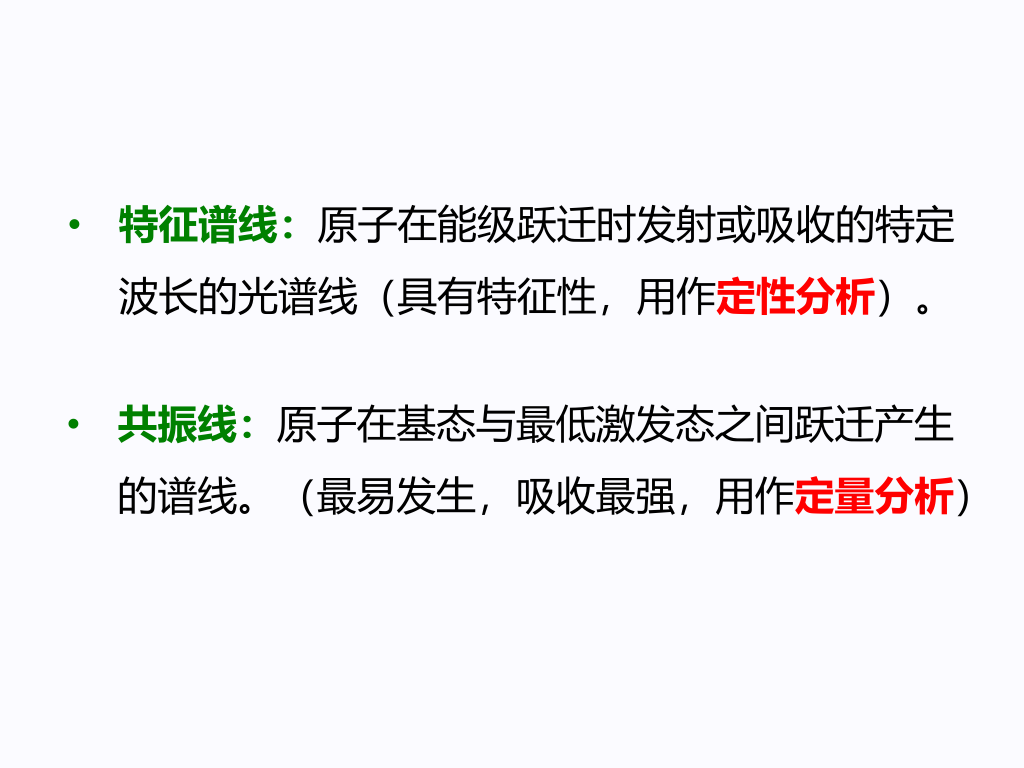 • 特征谱线：原子在能级跃迁时发射或吸收的特定
波长的光谱线（具有特征性，用作定性分析）。
• 共振线：原子在基态与最低激发态之间跃迁产生
的谱线。（最易发生，吸收最强，用作定量分析）